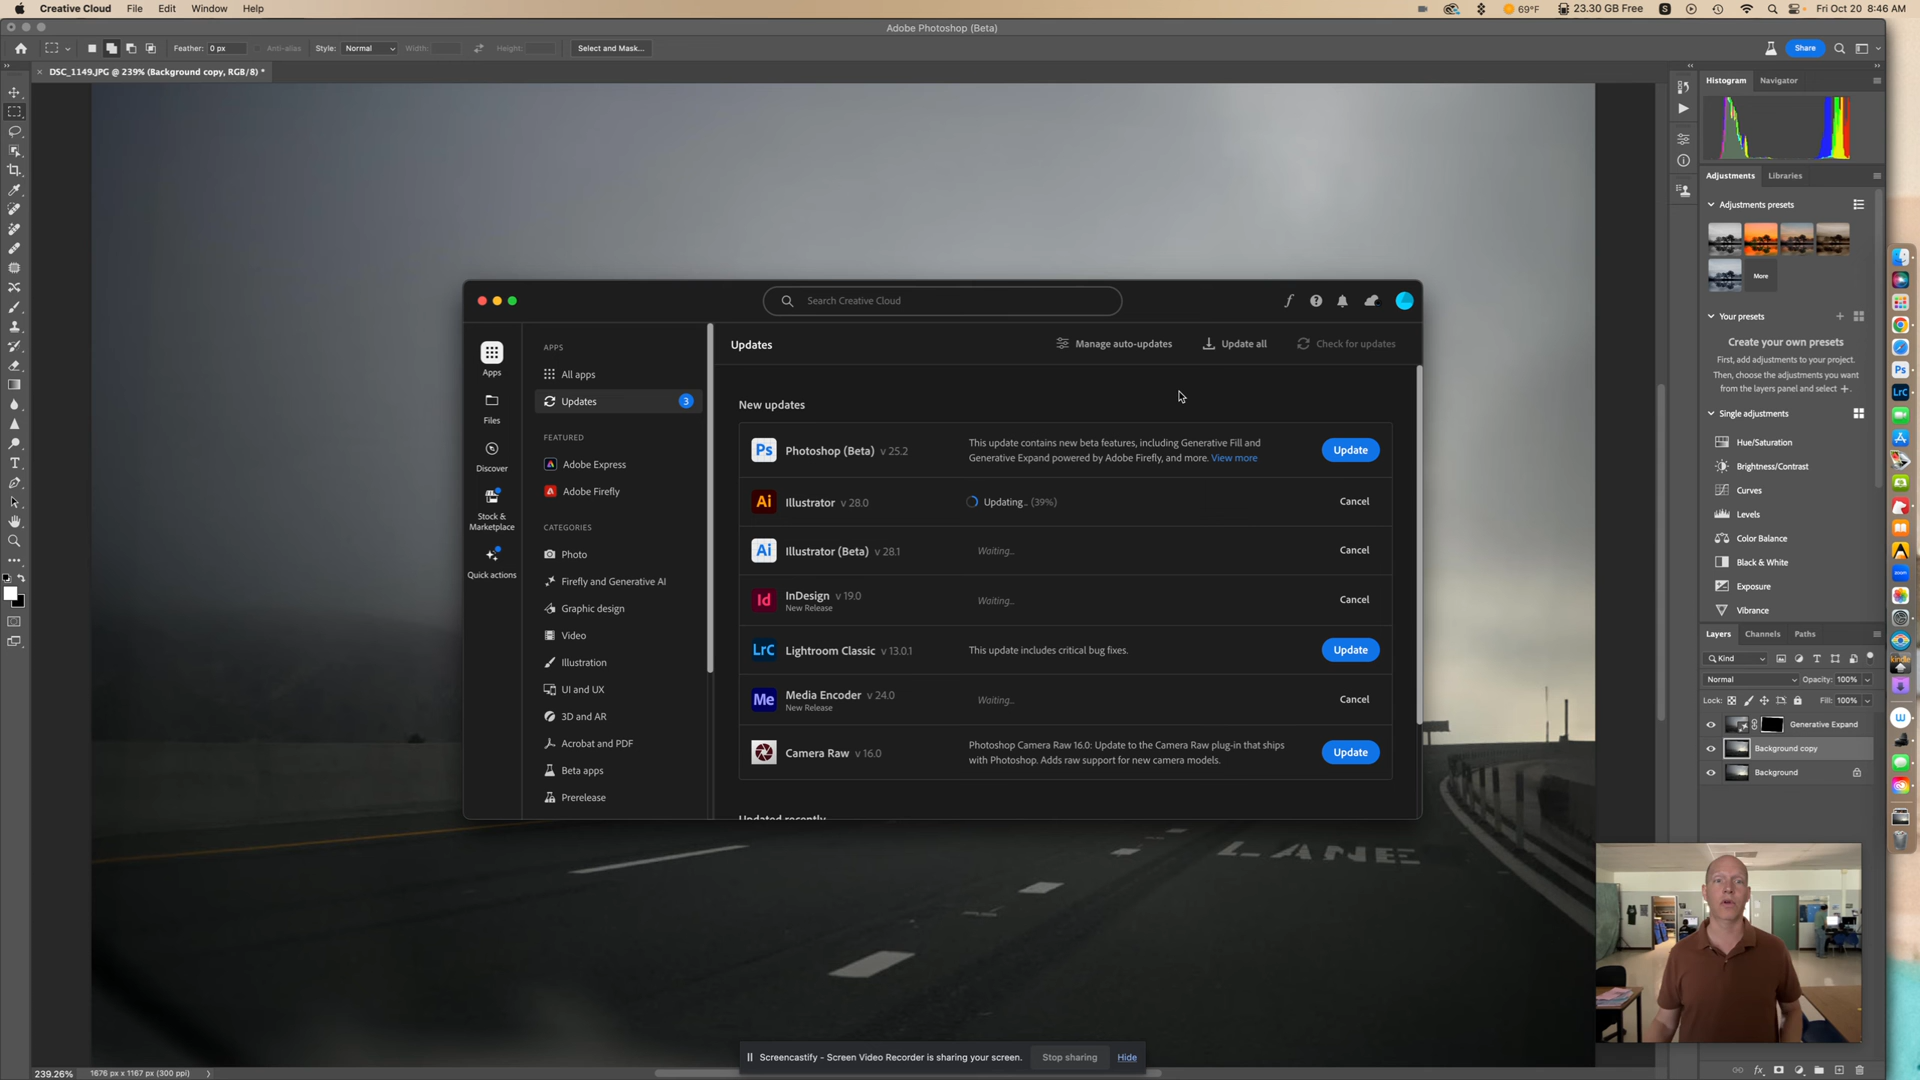 Creative Cloud File Edit Window Help
69°F 23.30 GB Free Fri Oct 20 8:46 AM
Adobe Photoshop (Beta)
Feather: 0 px Anti-alias Style: Normal Width: Height: Select and Mask... Share
DSC_1149.JPG @ 239% (Background copy, RGB/8) *
Histogram Navigator
Adjustments Libraries
Adjustments presets
More
Your presets
Create your own presets
First, add adjustments to your project.
Then, choose the adjustments you want
from the layers panel and select +.
Single adjustments
Hue/Saturation
Brightness/Contrast
Curves
Levels
Color Balance
Black & White
Exposure
Vibrance
Layers Channels Paths
Kind
Normal Opacity: 100%
Lock: Fill: 100%
Generative Expand
Background copy
Background
Search Creative Cloud
Apps
Files
Discover
Stock &
Marketplace
Quick actions
APPS
All apps
Updates 3
FEATURED
Adobe Express
Adobe Firefly
CATEGORIES
Photo
Firefly and Generative AI
Graphic design
Video
Illustration
UI and UX
3D and AR
Acrobat and PDF
Beta apps
Prerelease
Updates Manage auto-updates Update all Check for updates
New updates
Ps Photoshop (Beta) v 25.2 This update contains new beta features, including Generative Fill and
Generative Expand powered by Adobe Firefly, and more. View more Update
Ai Illustrator v 28.0 Updating... (39%) Cancel
Ai Illustrator (Beta) v 28.1 Waiting... Cancel
Id InDesign v 19.0 Waiting... Cancel
New Release
LrC Lightroom Classic v 13.0.1 This update includes critical bug fixes. Update
Me Media Encoder v 24.0 Waiting... Cancel
New Release
Camera Raw v 16.0 Photoshop Camera Raw 16.0: Update to the Camera Raw plug-in that ships
with Photoshop. Adds raw support for new camera models. Update
Updated recently
LANE
Screencastify - Screen Video Recorder is sharing your screen. Stop sharing Hide
239.26% 1676 px x 1167 px (300 ppi)
Ps
LrC
zoom
kindle